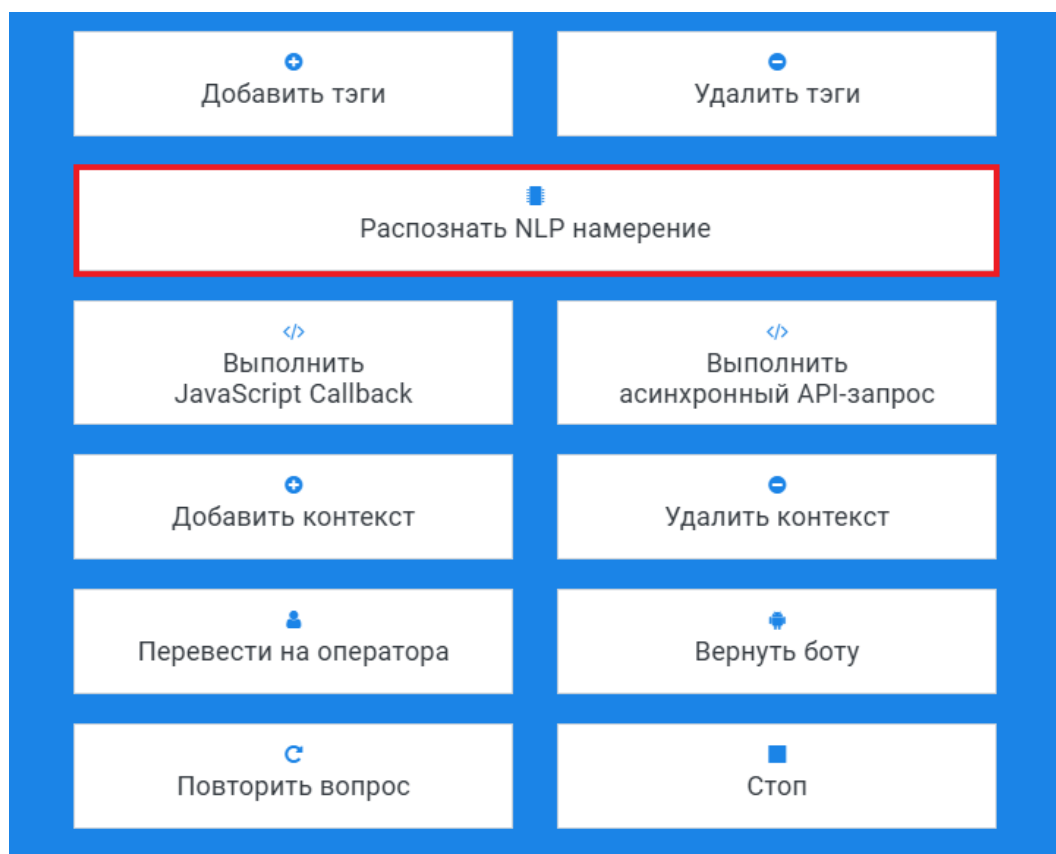 Добавить тэги
Удалить тэги
Распознать NLP намерение
Выполнить
JavaScript Callback
Выполнить
асинхронный API-запрос
Добавить контекст
Удалить контекст
Перевести на оператора
Вернуть боту
Повторить вопрос
Стоп